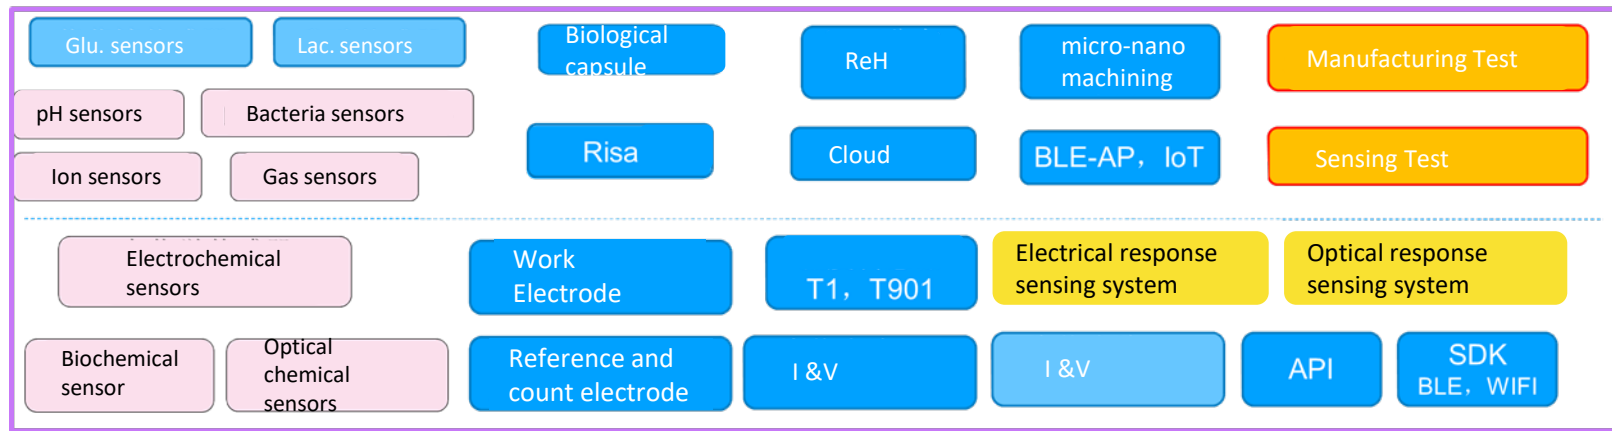 Glu. sensors
Lac. sensors
Biological
capsule
ReH
micro-nano
machining
Manufacturing Test
pH sensors
Bacteria sensors
Risa
Cloud
BLE-AP，IoT
Sensing Test
Ion sensors
Gas sensors
Electrochemical
sensors
Work
Electrode
T1，T901
Electrical response
sensing system
Optical response
sensing system
Biochemical
sensor
Optical
chemical
sensors
Reference and
count electrode
I &V
I &V
API
SDK
BLE，WIFI